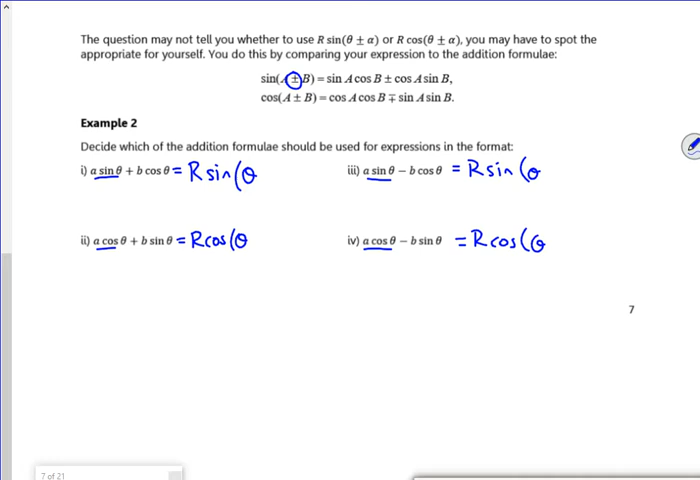 The question may not tell you whether to use R sin(θ ± α) or R cos(θ ± α), you may have to spot the
appropriate for yourself. You do this by comparing your expression to the addition formulae:
sin(A ± B) = sin A cos B ± cos A sin B,
cos(A ± B) = cos A cos B ∓ sin A sin B.
Example 2
Decide which of the addition formulae should be used for expressions in the format:
i) a sin θ + b cos θ = R sin(θ
iii) a sin θ − b cos θ = R sin(θ
ii) a cos θ + b sin θ = R cos(θ
iv) a cos θ − b sin θ = R cos(θ
7
7 of 21